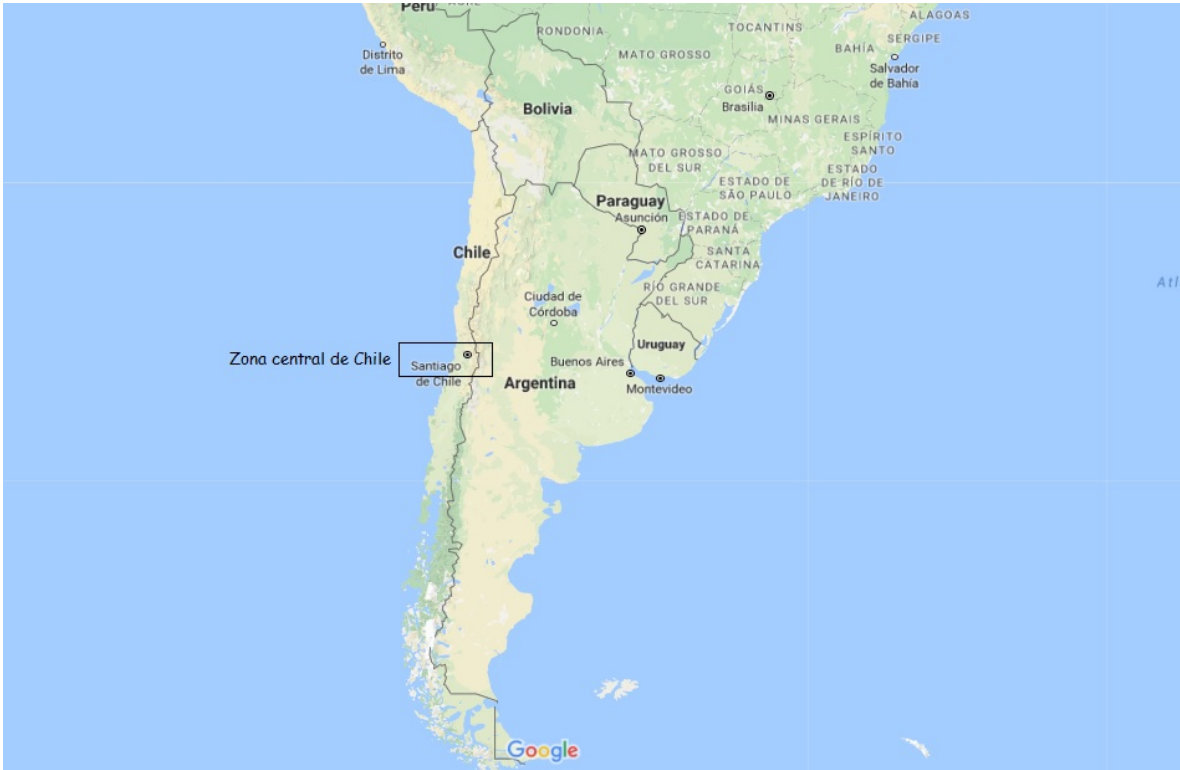 Perú
ACRE
RONDONIA
TOCANTINS
ALAGOAS
SERGIPE
MATO GROSSO
BAHÍA
Distrito
de Lima
Salvador
de Bahía
GOIÁS
Brasilia
Bolivia
MINAS GERAIS
ESPÍRITO
SANTO
MATO GROSSO
DEL SUR
ESTADO DE
SÃO PAULO
ESTADO
DE RÍO DE
JANEIRO
Paraguay
Asunción
ESTADO DE
PARANÁ
Chile
SANTA
CATARINA
Atl
RÍO GRANDE
DEL SUR
Ciudad de
Córdoba
Uruguay
Zona central de Chile
Santiago
de Chile
Buenos Aires
Argentina
Montevideo
Google